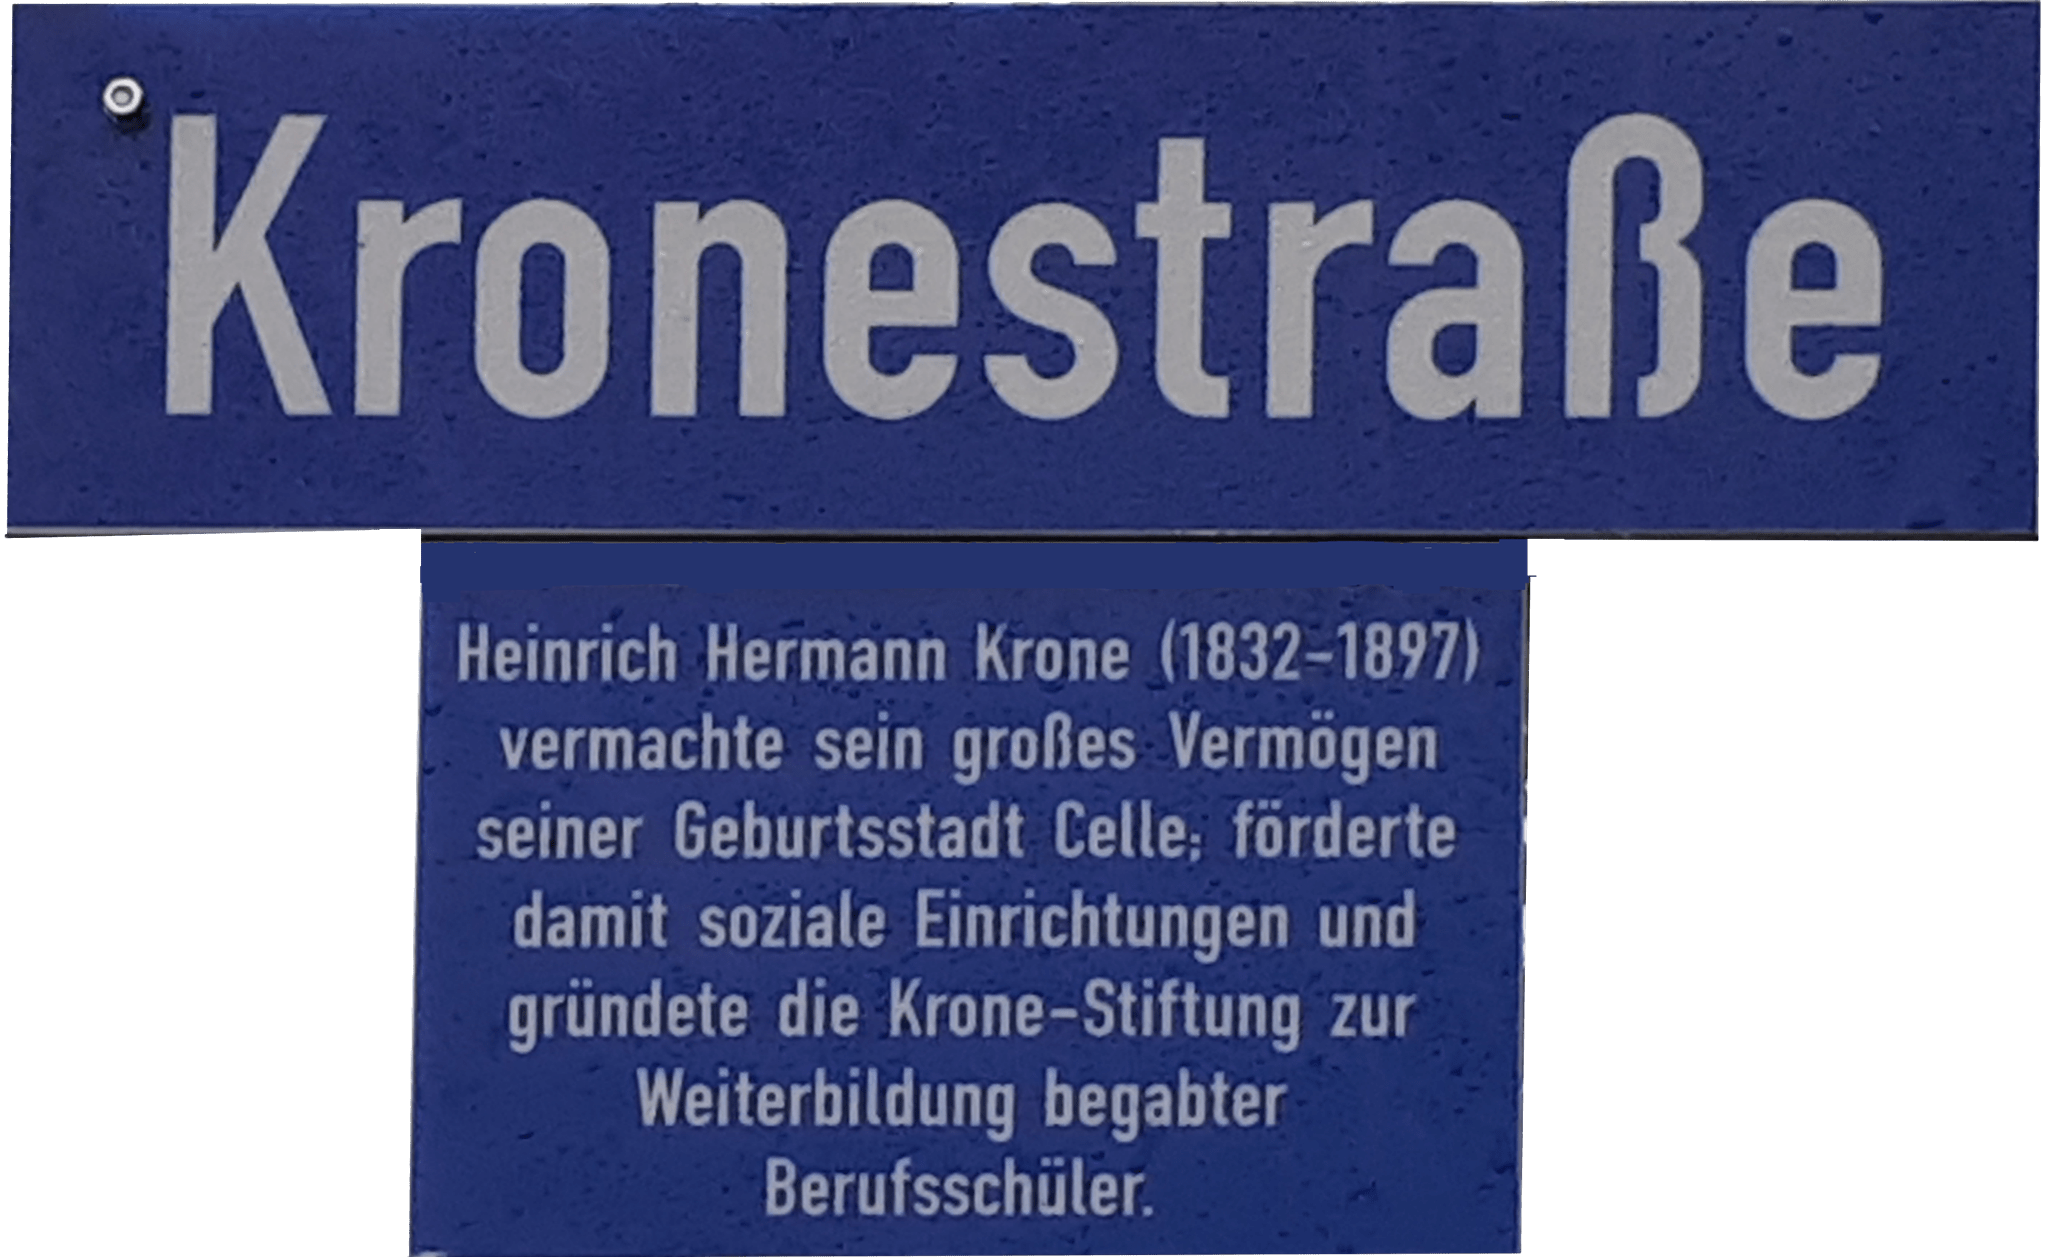 Kronestraße
Heinrich Hermann Krone (1832-1897)
vermachte sein großes Vermögen
seiner Geburtsstadt Celle; förderte
damit soziale Einrichtungen und
gründete die Krone-Stiftung zur
Weiterbildung begabter
Berufsschüler.